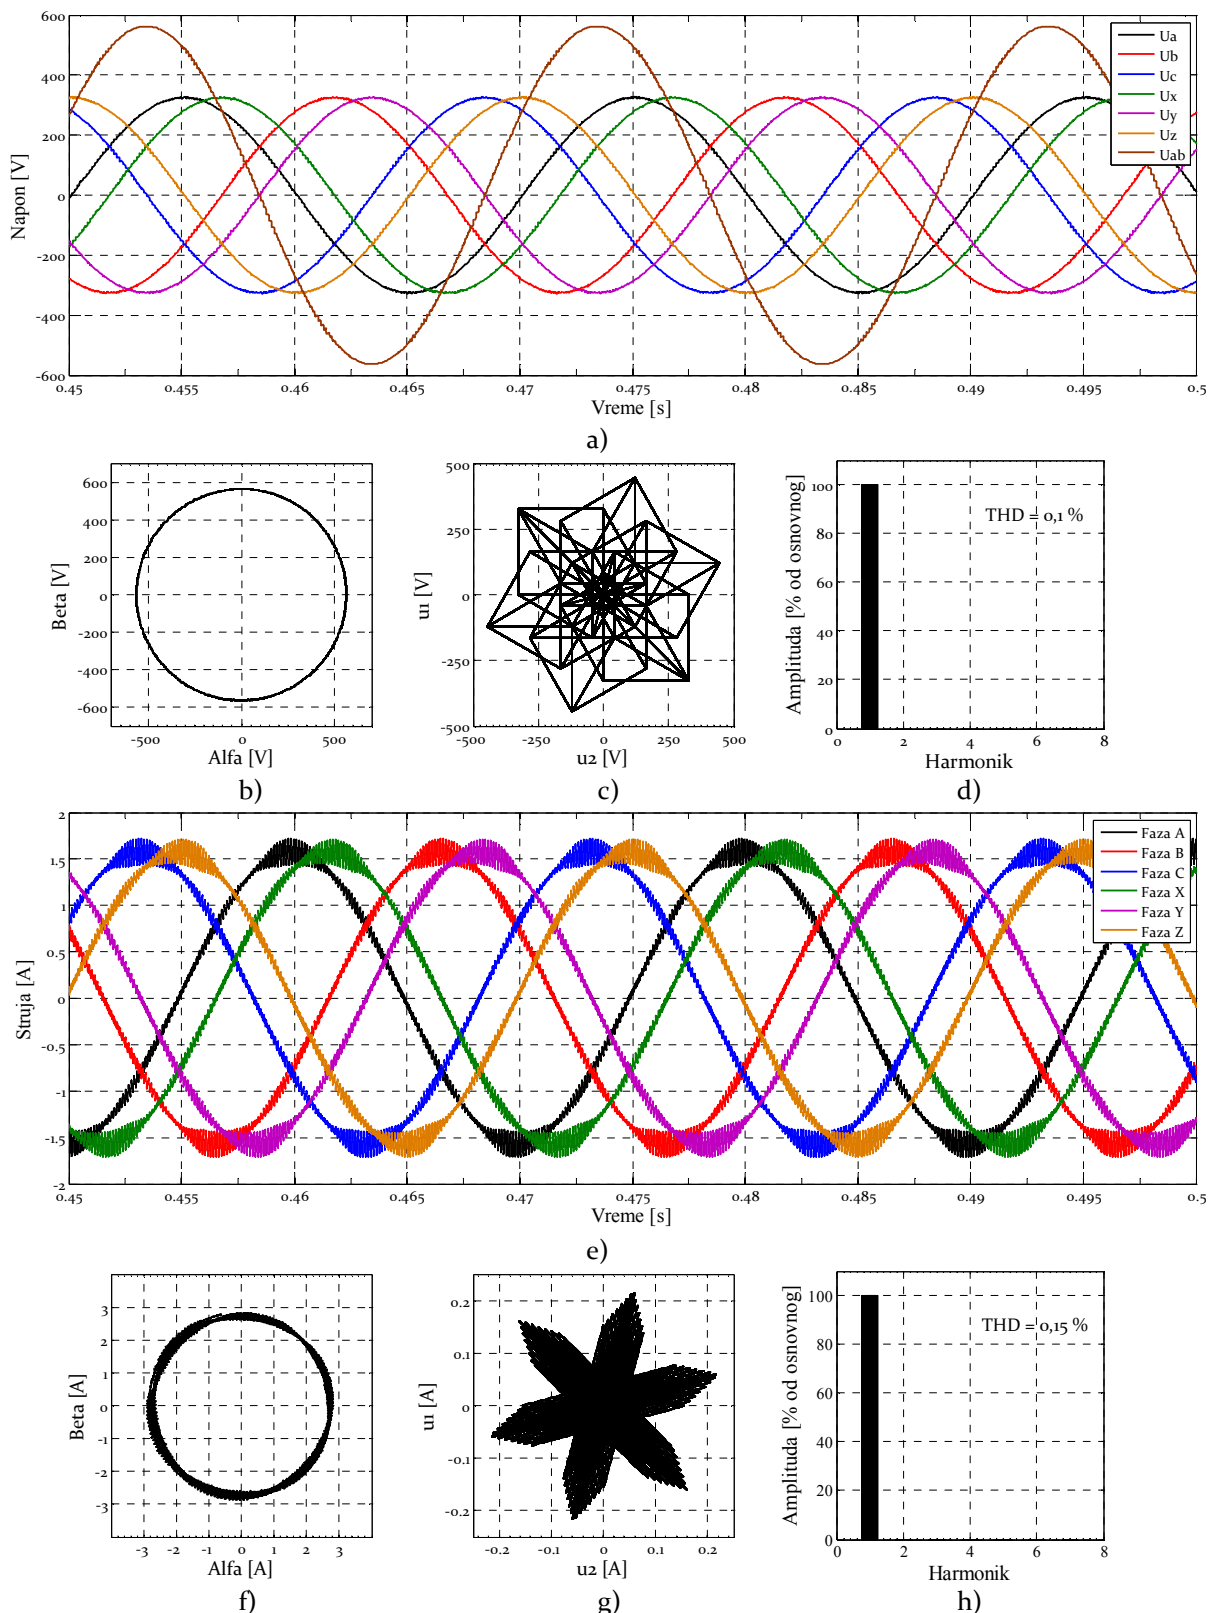 600
400
200
0
-200
-400
-600
Napon [V]
0.45 0.455 0.46 0.465 0.47 0.475 0.48 0.485 0.49 0.495 0.5
Vreme [s]
Ua
Ub
Uc
Ux
Uy
Uz
Uab
a)
600
400
200
0
-200
-400
-600
Beta [V]
-500 0 500
Alfa [V]
b)
500
250
0
-250
-500
u1 [V]
-500 -250 0 250 500
u2 [V]
c)
100
80
60
40
20
0
Amplituda [% od osnovnog]
THD = 0,1 %
0 2 4 6 8
Harmonik
d)
2
1.5
1
0.5
0
-0.5
-1
-1.5
-2
Struja [A]
0.45 0.455 0.46 0.465 0.47 0.475 0.48 0.485 0.49 0.495 0.5
Vreme [s]
Faza A
Faza B
Faza C
Faza X
Faza Y
Faza Z
e)
3
2
1
0
-1
-2
-3
Beta [A]
-3 -2 -1 0 1 2 3
Alfa [A]
f)
0.2
0.1
0
-0.1
-0.2
u1 [A]
-0.2 -0.1 0 0.1 0.2
u2 [A]
g)
100
80
60
40
20
0
Amplituda [% od osnovnog]
THD = 0,15 %
0 2 4 6 8
Harmonik
h)